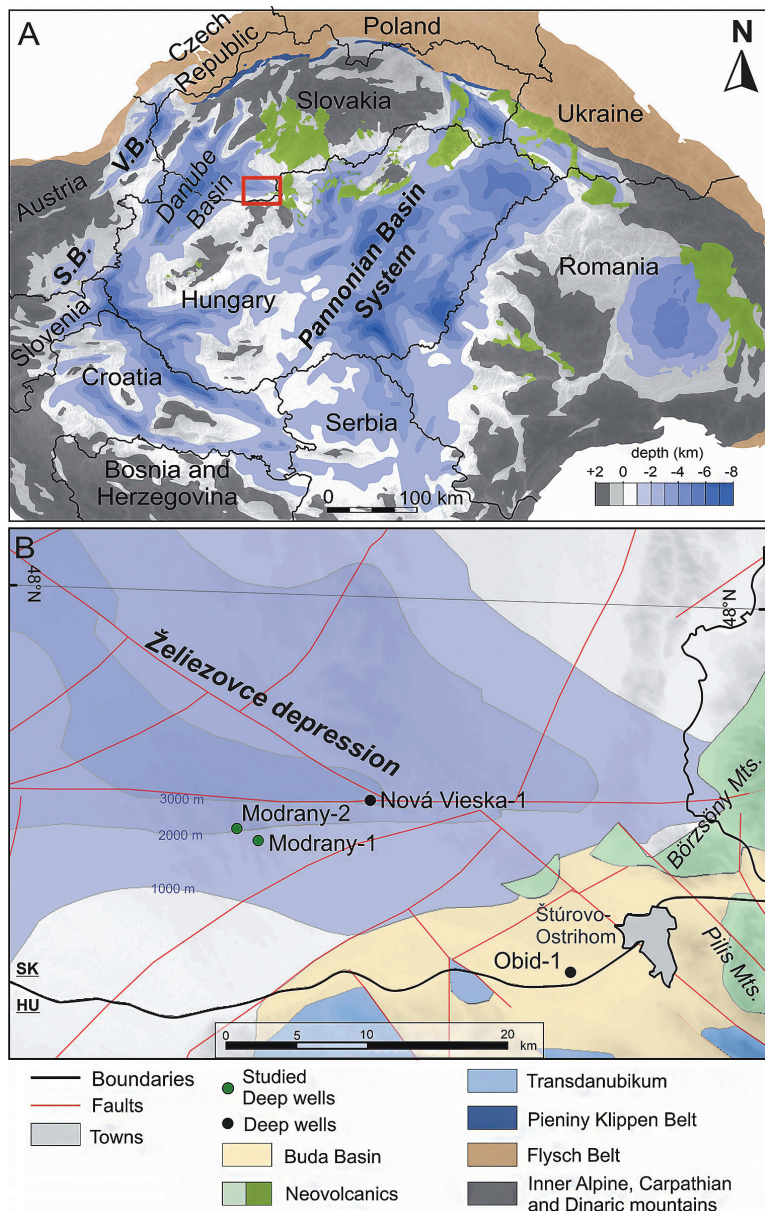 A
Czech
Republic
Poland
N
Slovakia
Ukraine
V.B.
Austria
Danube
Basin
S.B.
Pannonian Basin
System
Romania
Hungary
Slovenia
Croatia
Serbia
Bosnia and
Herzegovina
0 100 km
depth (km)
+2 0 -2 -4 -6 -8
B
48°N
48°N
Želiezovce depression
3000 m
Nová Vieska-1
Modrany-2
2000 m
Modrany-1
1000 m
Börzsöny Mts.
Štúrovo-
Ostrihom
Obid-1
Pilis Mts.
SK
HU
0 5 10 20
km
Boundaries
Faults
Towns
Studied
Deep wells
Deep wells
Buda Basin
Neovolcanics
Transdanubikum
Pieniny Klippen Belt
Flysch Belt
Inner Alpine, Carpathian
and Dinaric mountains